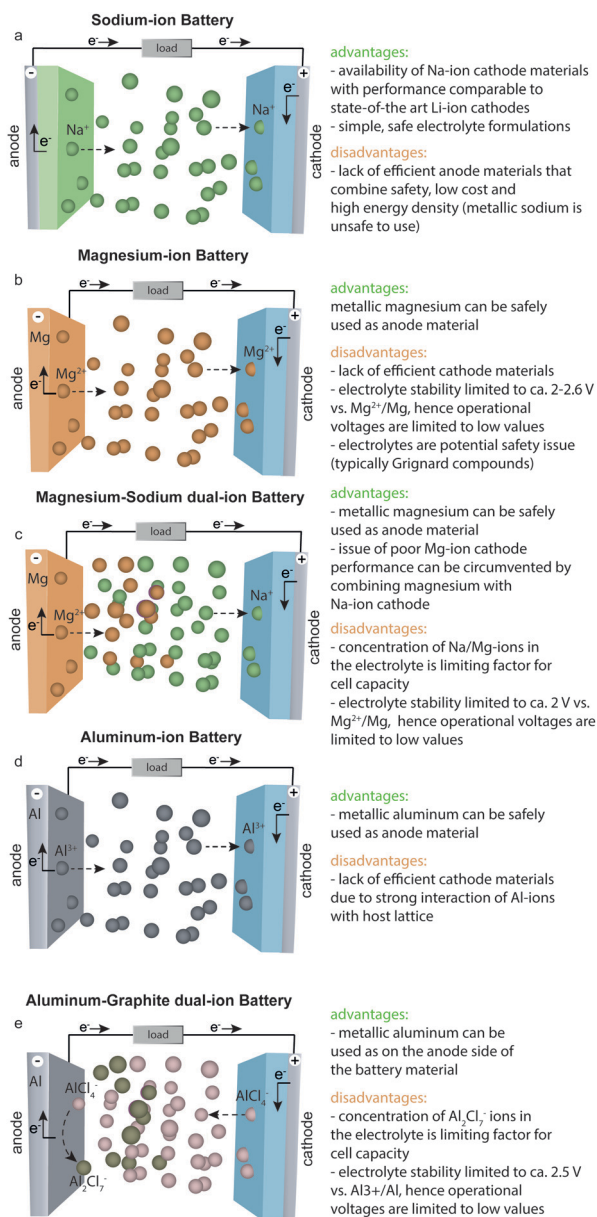 Sodium-ion Battery
a
e-
load
e-
-
+
anode
e-
Na+
Na+
e-
cathode
advantages:
- availability of Na-ion cathode materials
with performance comparable to
state-of-the art Li-ion cathodes
- simple, safe electrolyte formulations
disadvantages:
- lack of efficient anode materials that
combine safety, low cost and
high energy density (metallic sodium is
unsafe to use)
Magnesium-ion Battery
b
e-
load
e-
-
+
Mg
anode
e-
Mg2+
Mg2+
e-
cathode
advantages:
metallic magnesium can be safely
used as anode material
disadvantages:
- lack of efficient cathode materials
- electrolyte stability limited to ca. 2-2.6 V
vs. Mg2+/Mg, hence operational
voltages are limited to low values
- electrolytes are potential safety issue
(typically Grignard compounds)
Magnesium-Sodium dual-ion Battery
c
e-
load
e-
-
+
Mg
anode
e-
Mg2+
Na+
e-
cathode
advantages:
- metallic magnesium can be safely
used as anode material
- issue of poor Mg-ion cathode
performance can be circumvented by
combining magnesium with
Na-ion cathode
disadvantages:
- concentration of Na/Mg-ions in
the electrolyte is limiting factor for
cell capacity
- electrolyte stability limited to ca. 2 V vs.
Mg2+/Mg, hence operational voltages are
limited to low values
Aluminum-ion Battery
d
e-
load
e-
-
+
Al
anode
e-
Al3+
Al3+
e-
cathode
advantages:
- metallic aluminum can be safely
used as anode material
disadvantages:
- lack of efficient cathode materials
due to strong interaction of Al-ions
with host lattice
Aluminum-Graphite dual-ion Battery
e
e-
load
e-
-
+
Al
anode
e-
AlCl4-
Al2Cl7-
AlCl4-
e-
cathode
advantages:
- metallic aluminum can be
used as on the anode side of
the battery material
disadvantages:
- concentration of Al2Cl7- ions in
the electrolyte is limiting factor for
cell capacity
- electrolyte stability limited to ca. 2.5 V
vs. Al3+/Al, hence operational
voltages are limited to low values